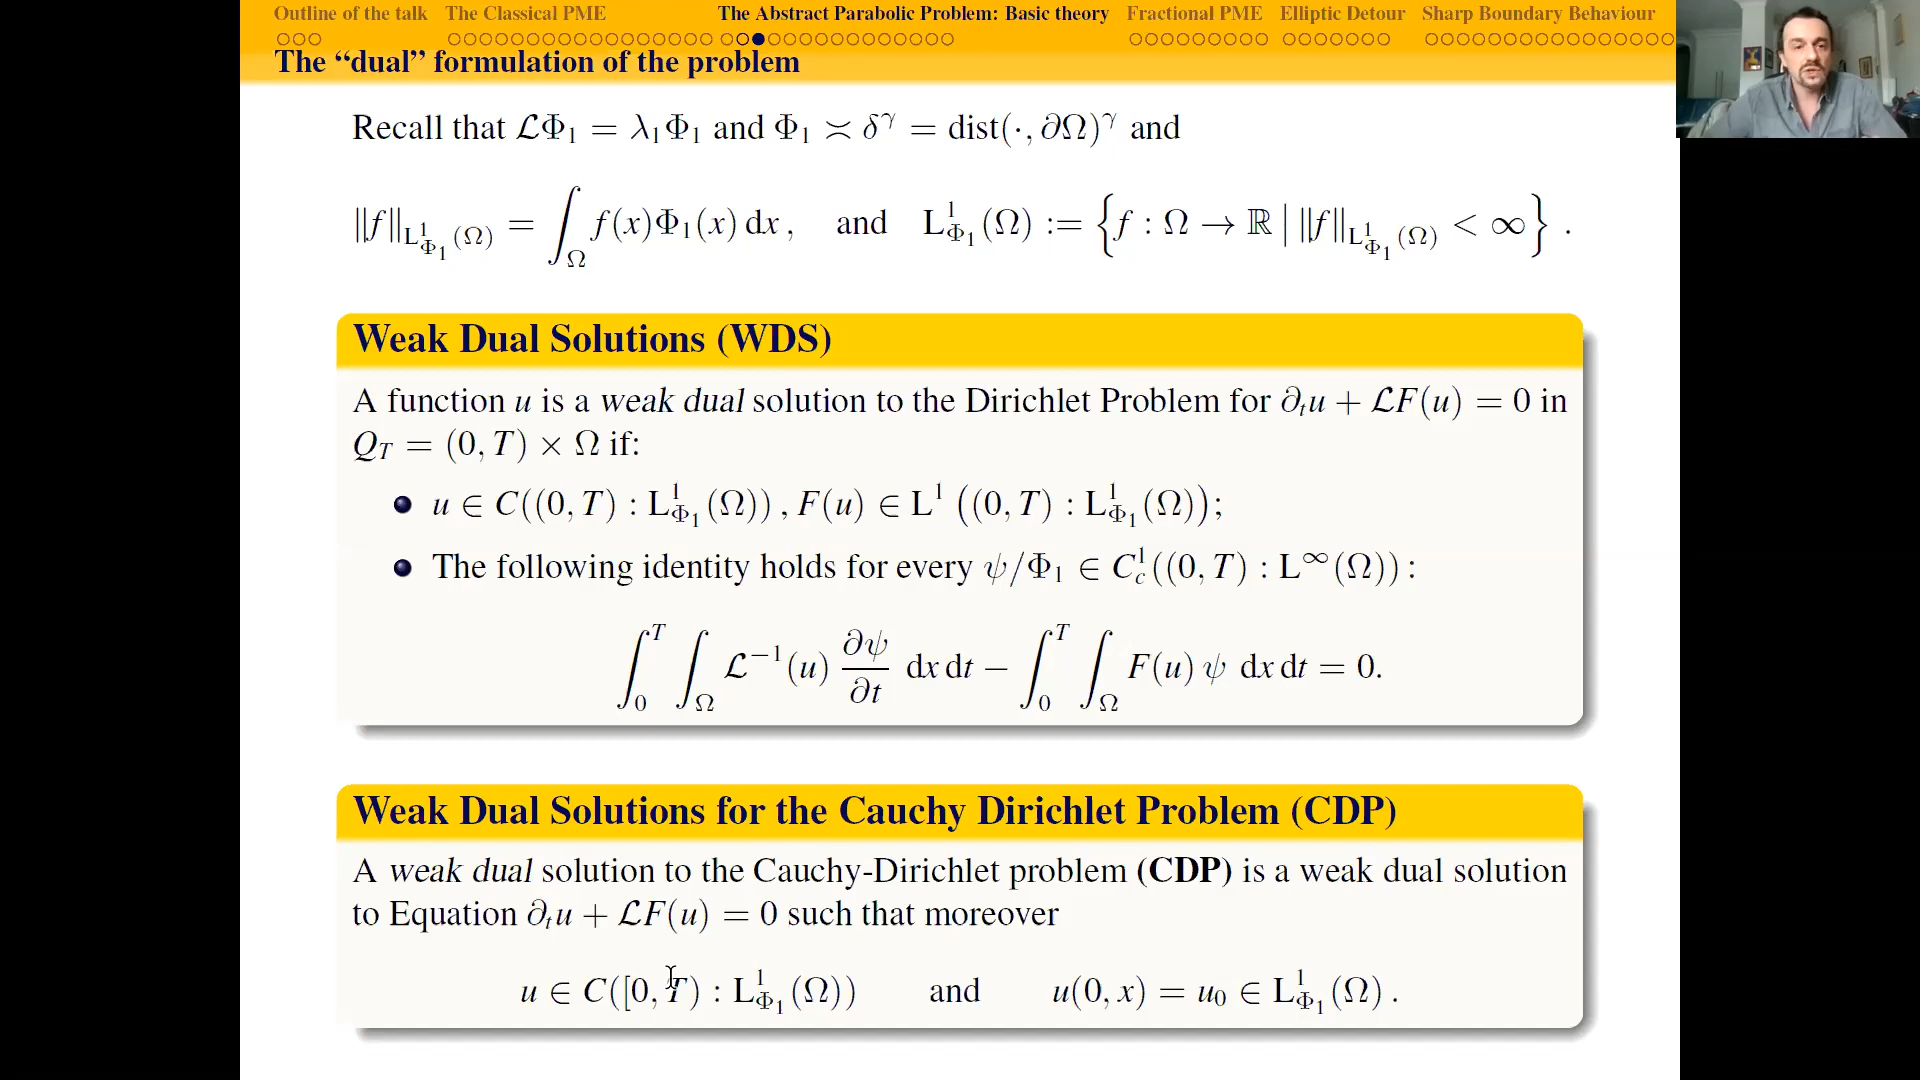 Outline of the talk The Classical PME The Abstract Parabolic Problem: Basic theory Fractional PME Elliptic Detour Sharp Boundary Behaviour
The “dual” formulation of the problem
Recall that ℒΦ₁ = λ₁Φ₁ and Φ₁ ≍ δ^γ = dist(·, ∂Ω)^γ and
‖f‖_{L¹_{Φ₁}(Ω)} = ∫_Ω f(x)Φ₁(x) dx , and L¹_{Φ₁}(Ω) := {f : Ω → ℝ | ‖f‖_{L¹_{Φ₁}(Ω)} < ∞} .
Weak Dual Solutions (WDS)
A function u is a weak dual solution to the Dirichlet Problem for ∂ₜu + ℒF(u) = 0 in
Q_T = (0, T) × Ω if:
• u ∈ C((0, T) : L¹_{Φ₁}(Ω)) , F(u) ∈ L¹ ((0, T) : L¹_{Φ₁}(Ω));
• The following identity holds for every ψ/Φ₁ ∈ C¹_c((0, T) : L^∞(Ω)) :
∫₀^T ∫_Ω ℒ⁻¹(u) ∂ψ/∂t dx dt − ∫₀^T ∫_Ω F(u) ψ dx dt = 0.
Weak Dual Solutions for the Cauchy Dirichlet Problem (CDP)
A weak dual solution to the Cauchy-Dirichlet problem (CDP) is a weak dual solution
to Equation ∂ₜu + ℒF(u) = 0 such that moreover
u ∈ C([0, T) : L¹_{Φ₁}(Ω)) and u(0, x) = u₀ ∈ L¹_{Φ₁}(Ω) .